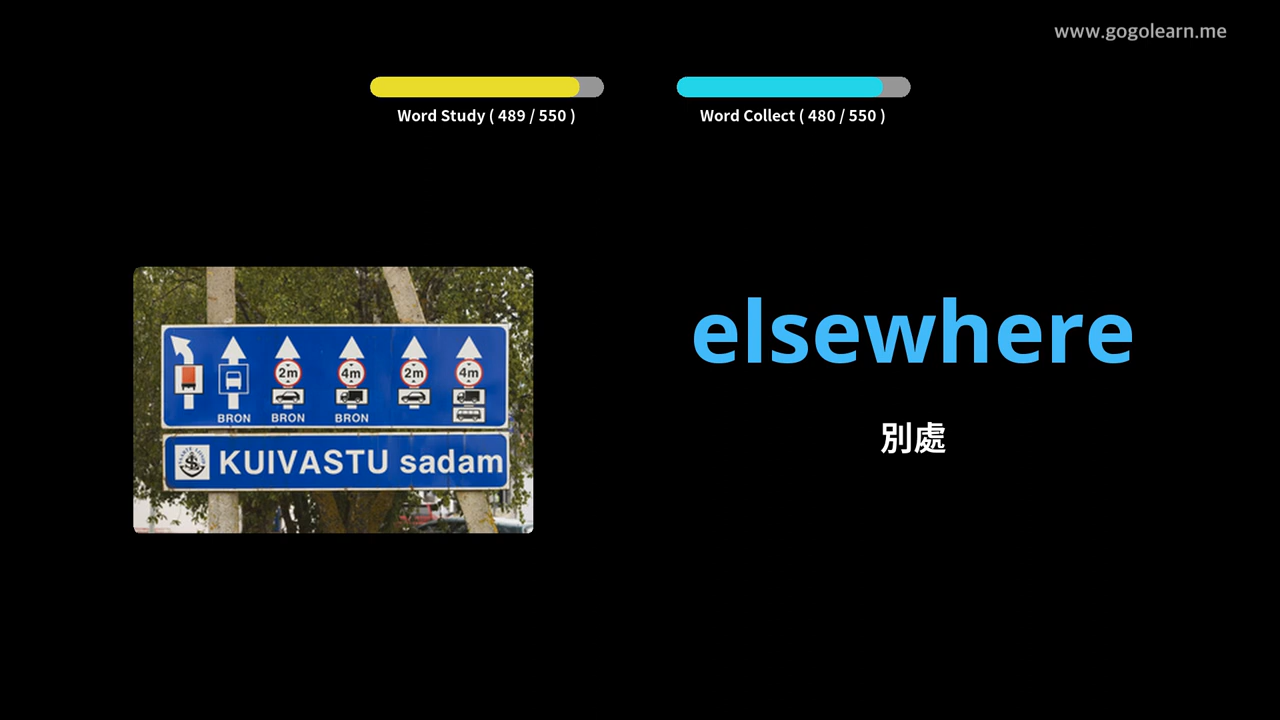 www.gogolearn.me
Word Study ( 489 / 550 )
Word Collect ( 480 / 550 )
2m 4m 2m 4m
BRON BRON BRON
KUIVASTU sadam
elsewhere
別處